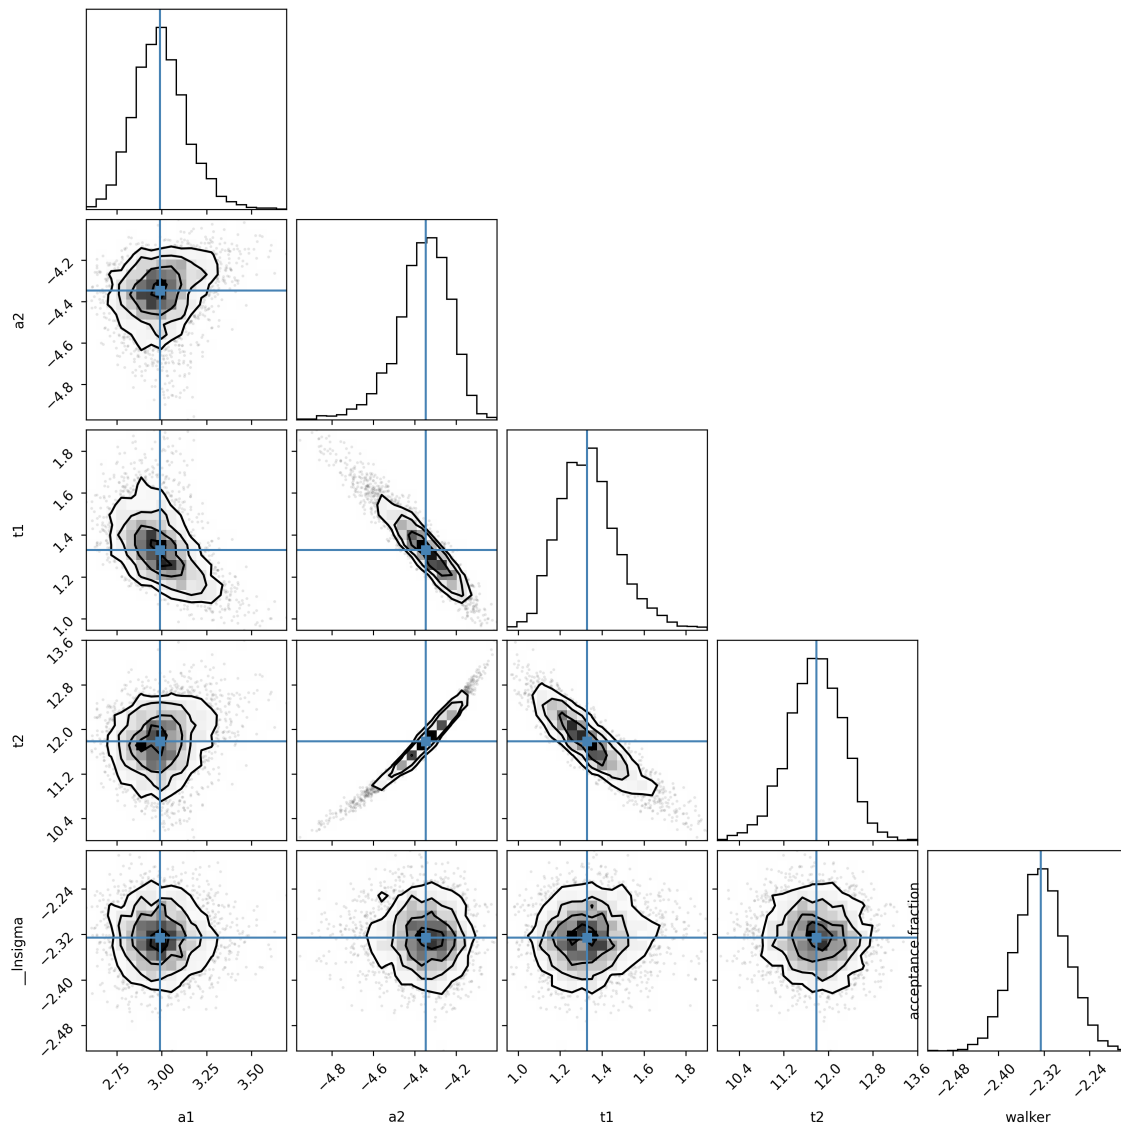 −4.2
−4.4
−4.6
−4.8
a2
1.8
1.6
1.4
1.2
1.0
t1
13.6
12.8
12.0
11.2
10.4
t2
−2.24
−2.32
−2.40
−2.48
__lnsigma
acceptance fraction
2.75 3.00 3.25 3.50
−4.8 −4.6 −4.4 −4.2
1.0 1.2 1.4 1.6 1.8
10.4 11.2 12.0 12.8 13.6
−2.48 −2.40 −2.32 −2.24
a1 a2 t1 t2 walker